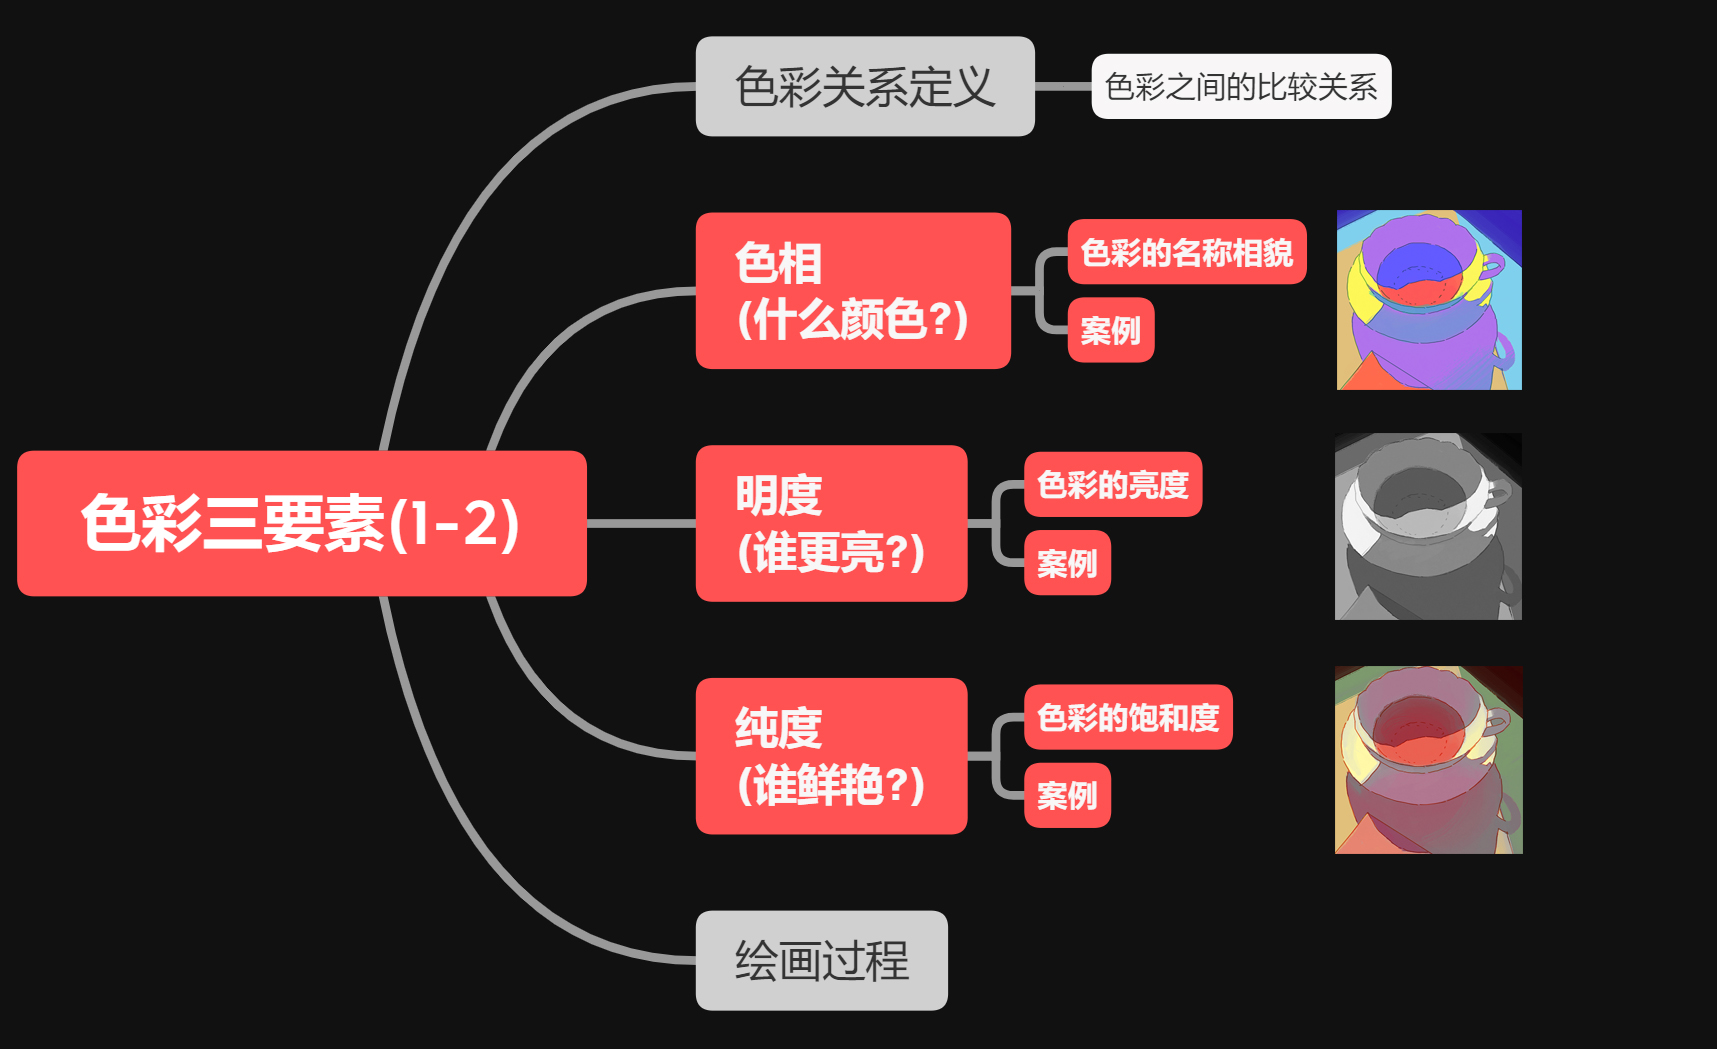 色彩关系定义
色彩之间的比较关系
色相
(什么颜色?)
色彩的名称相貌
案例
色彩三要素(1-2)
明度
(谁更亮?)
色彩的亮度
案例
纯度
(谁鲜艳?)
色彩的饱和度
案例
绘画过程